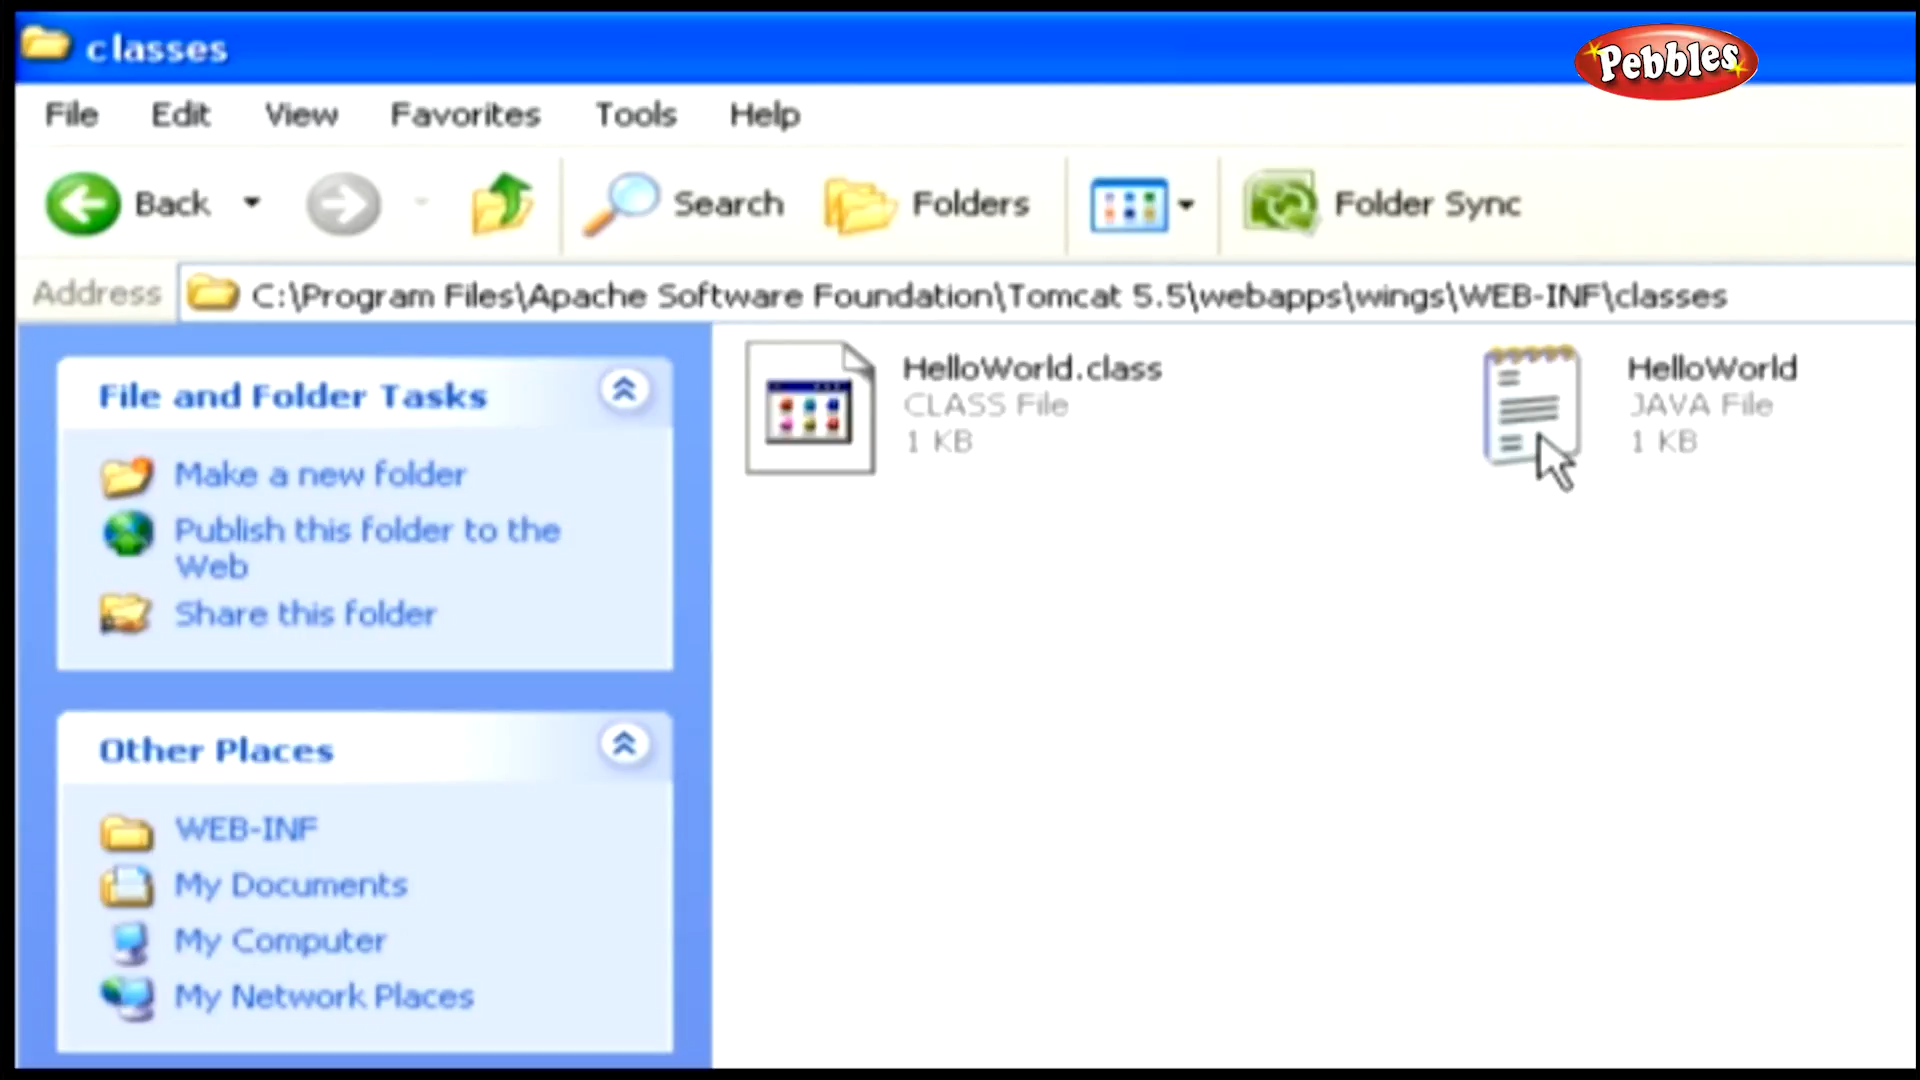 classes
Pebbles
File Edit View Favorites Tools Help
Back Search Folders Folder Sync
Address C:\Program Files\Apache Software Foundation\Tomcat 5.5\webapps\wings\WEB-INF\classes
File and Folder Tasks
Make a new folder
Publish this folder to the
Web
Share this folder
Other Places
WEB-INF
My Documents
My Computer
My Network Places
HelloWorld.class
CLASS File
1 KB
HelloWorld
JAVA File
1 KB